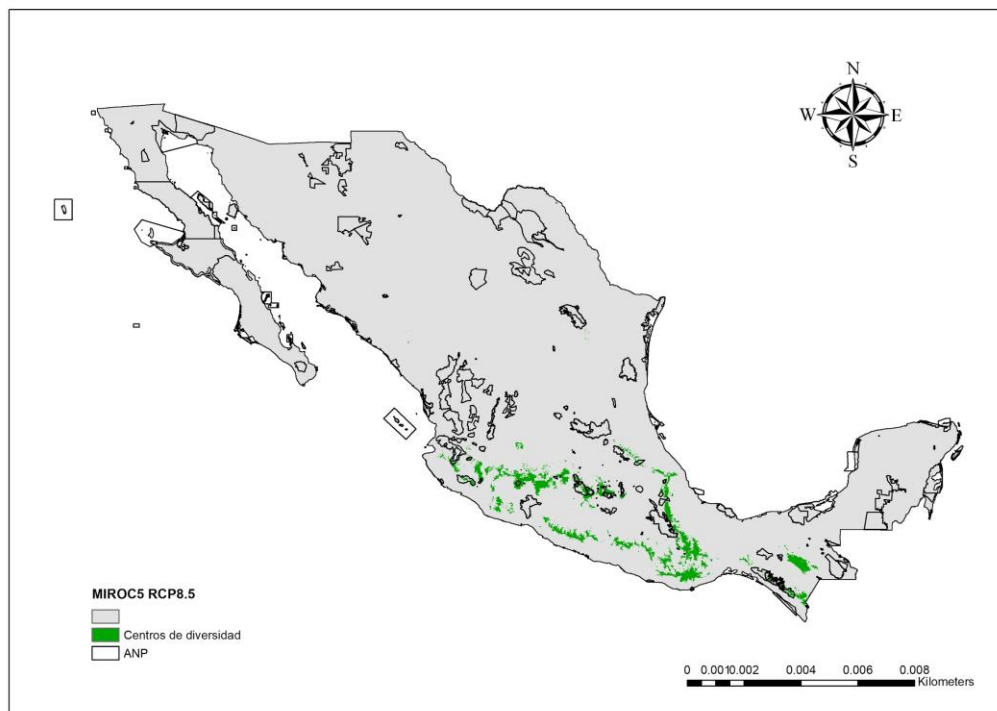 N
W E
S
MIROC5 RCP8.5
Centros de diversidad
ANP
0 0.0010.002 0.004 0.006 0.008
Kilometers